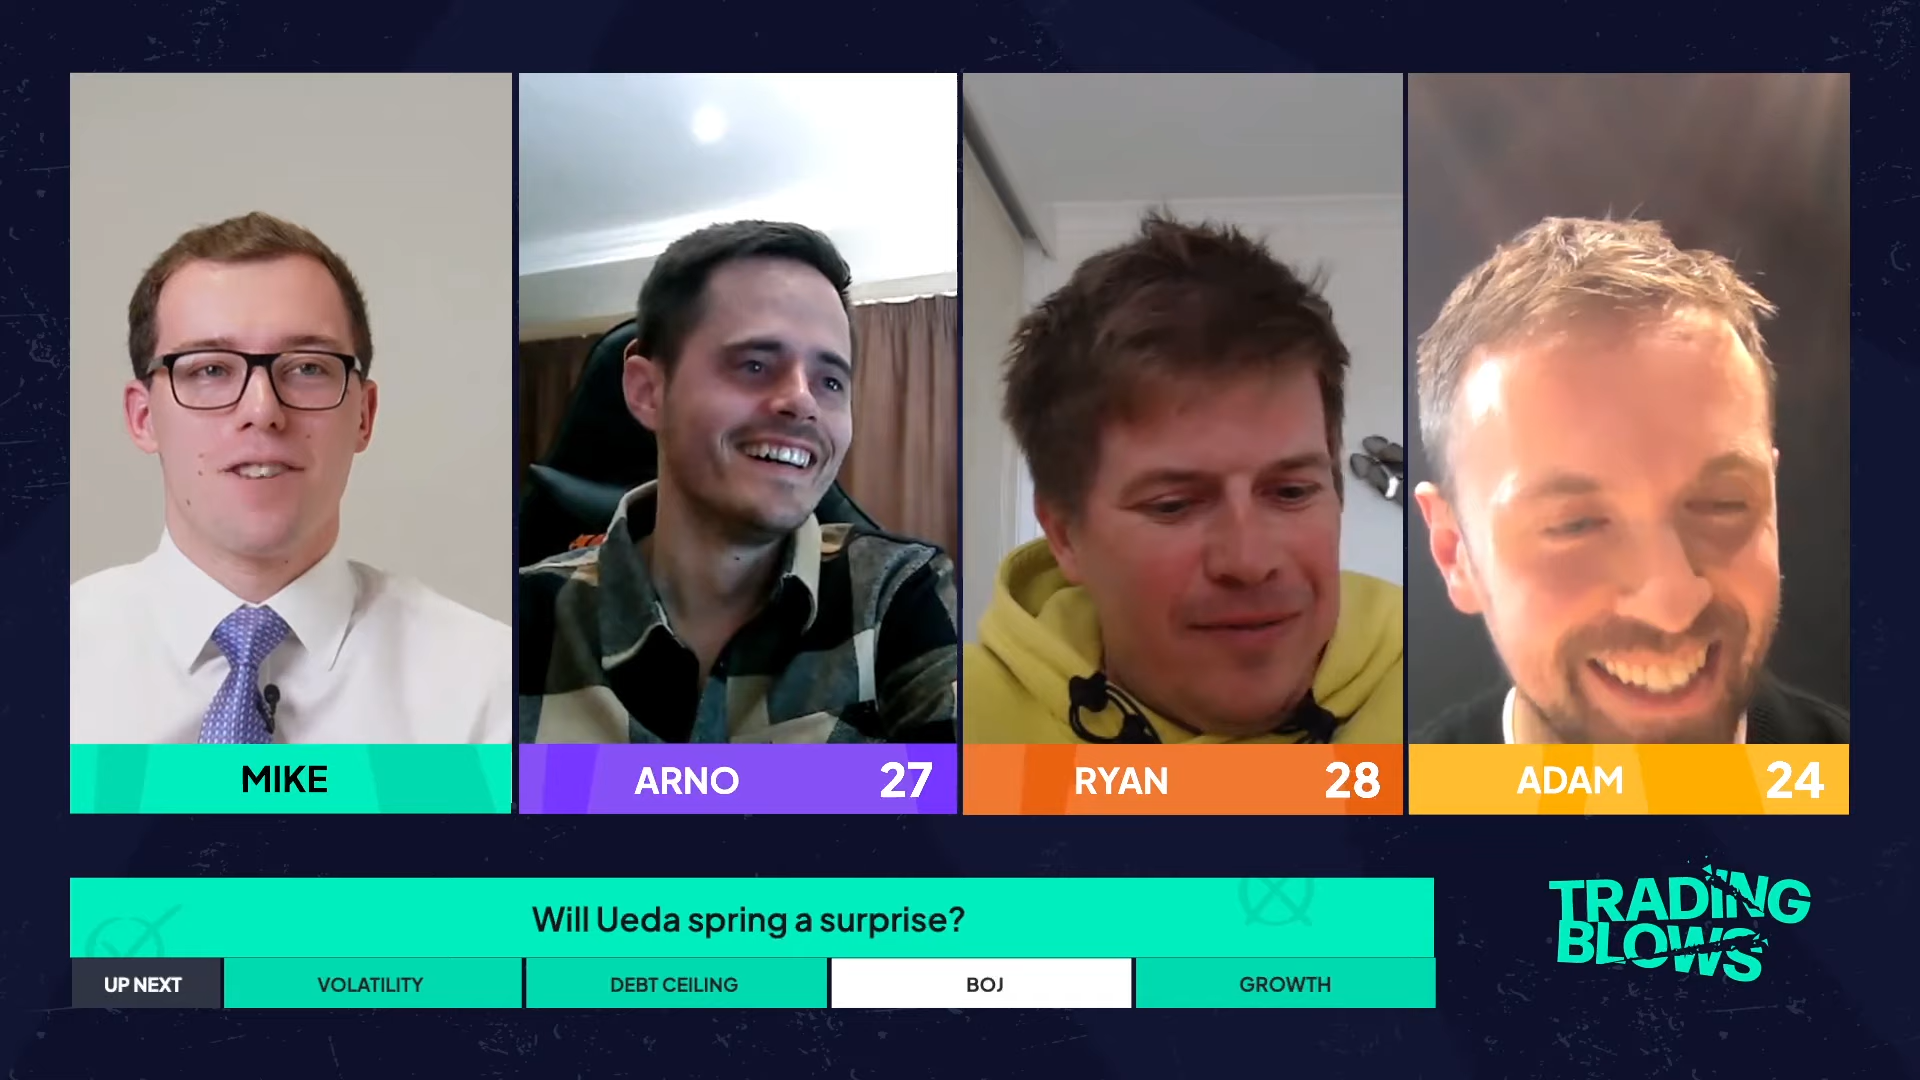 MIKE
ARNO 27
RYAN 28
ADAM 24
Will Ueda spring a surprise?
UP NEXT VOLATILITY DEBT CEILING BOJ GROWTH
TRADING
BLOWS